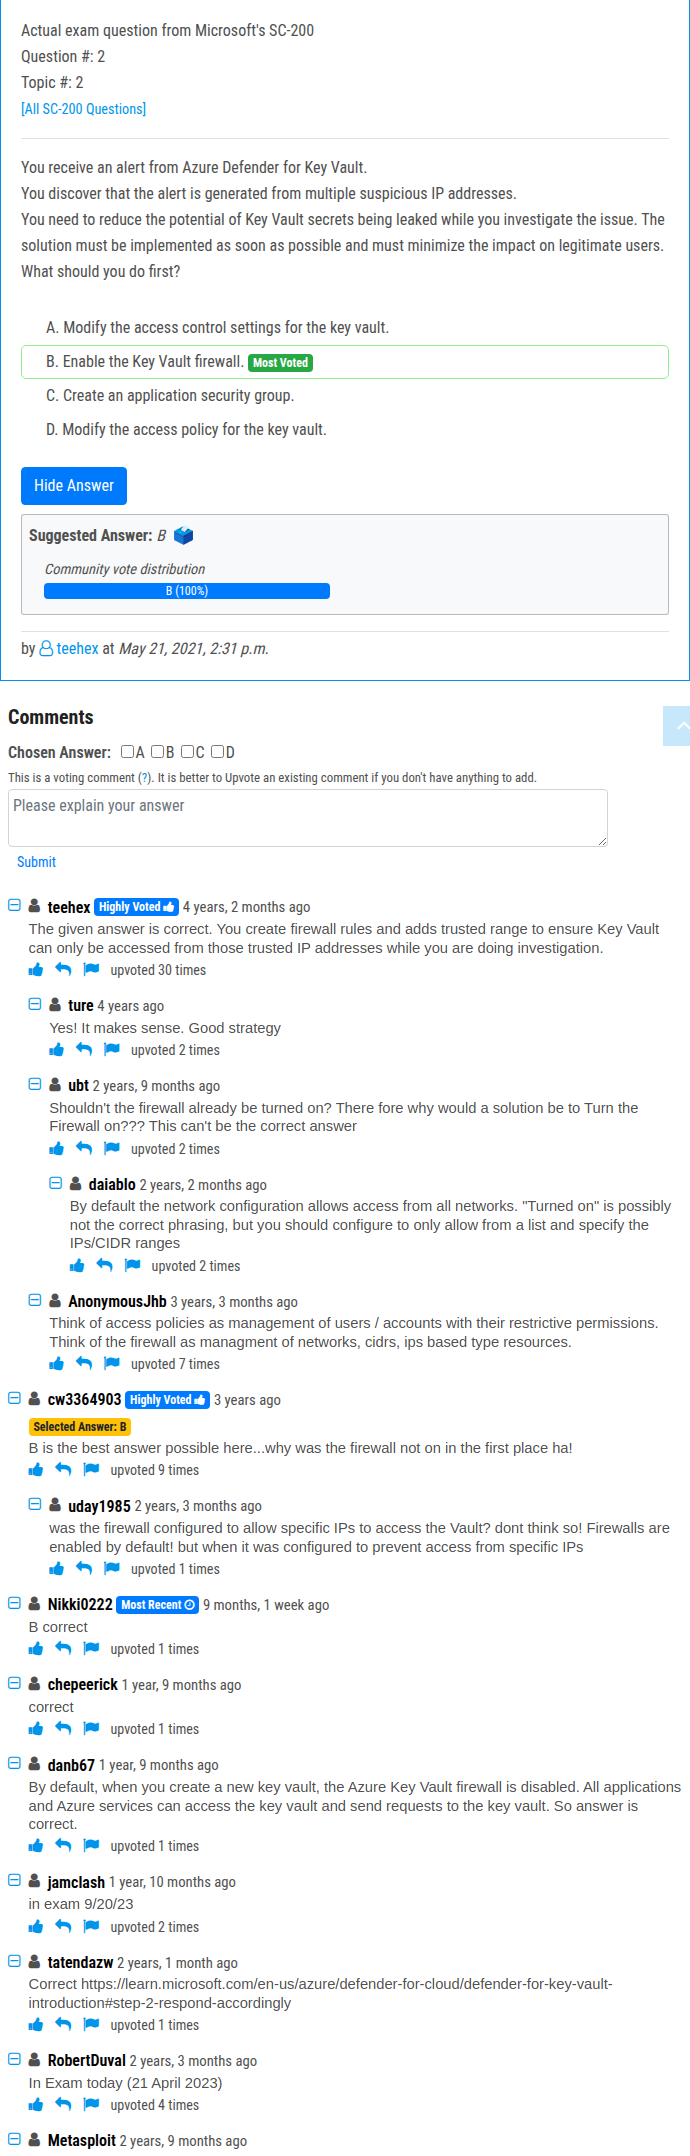 Actual exam question from Microsoft's SC-200
Question #: 2
Topic #: 2
[All SC-200 Questions]
You receive an alert from Azure Defender for Key Vault.
You discover that the alert is generated from multiple suspicious IP addresses.
You need to reduce the potential of Key Vault secrets being leaked while you investigate the issue. The
solution must be implemented as soon as possible and must minimize the impact on legitimate users.
What should you do first?
A. Modify the access control settings for the key vault.
B. Enable the Key Vault firewall. Most Voted
C. Create an application security group.
D. Modify the access policy for the key vault.
Hide Answer
Suggested Answer: B
Community vote distribution
B (100%)
by teehex at May 21, 2021, 2:31 p.m.
Comments
Chosen Answer: A B C D
This is a voting comment (?). It is better to Upvote an existing comment if you don't have anything to add.
Please explain your answer
Submit
teehex Highly Voted 4 years, 2 months ago
The given answer is correct. You create firewall rules and adds trusted range to ensure Key Vault
can only be accessed from those trusted IP addresses while you are doing investigation.
upvoted 30 times
ture 4 years ago
Yes! It makes sense. Good strategy
upvoted 2 times
ubt 2 years, 9 months ago
Shouldn't the firewall already be turned on? There fore why would a solution be to Turn the
Firewall on??? This can't be the correct answer
upvoted 2 times
daiablo 2 years, 2 months ago
By default the network configuration allows access from all networks. "Turned on" is possibly
not the correct phrasing, but you should configure to only allow from a list and specify the
IPs/CIDR ranges
upvoted 2 times
AnonymousJhb 3 years, 3 months ago
Think of access policies as management of users / accounts with their restrictive permissions.
Think of the firewall as managment of networks, cidrs, ips based type resources.
upvoted 7 times
cw3364903 Highly Voted 3 years ago
Selected Answer: B
B is the best answer possible here...why was the firewall not on in the first place ha!
upvoted 9 times
uday1985 2 years, 3 months ago
was the firewall configured to allow specific IPs to access the Vault? dont think so! Firewalls are
enabled by default! but when it was configured to prevent access from specific IPs
upvoted 1 times
Nikki0222 Most Recent 9 months, 1 week ago
B correct
upvoted 1 times
chepeerick 1 year, 9 months ago
correct
upvoted 1 times
danb67 1 year, 9 months ago
By default, when you create a new key vault, the Azure Key Vault firewall is disabled. All applications
and Azure services can access the key vault and send requests to the key vault. So answer is
correct.
upvoted 1 times
jamclash 1 year, 10 months ago
in exam 9/20/23
upvoted 2 times
tatendazw 2 years, 1 month ago
Correct https://learn.microsoft.com/en-us/azure/defender-for-cloud/defender-for-key-vault-
introduction#step-2-respond-accordingly
upvoted 1 times
RobertDuval 2 years, 3 months ago
In Exam today (21 April 2023)
upvoted 4 times
Metasploit 2 years, 9 months ago